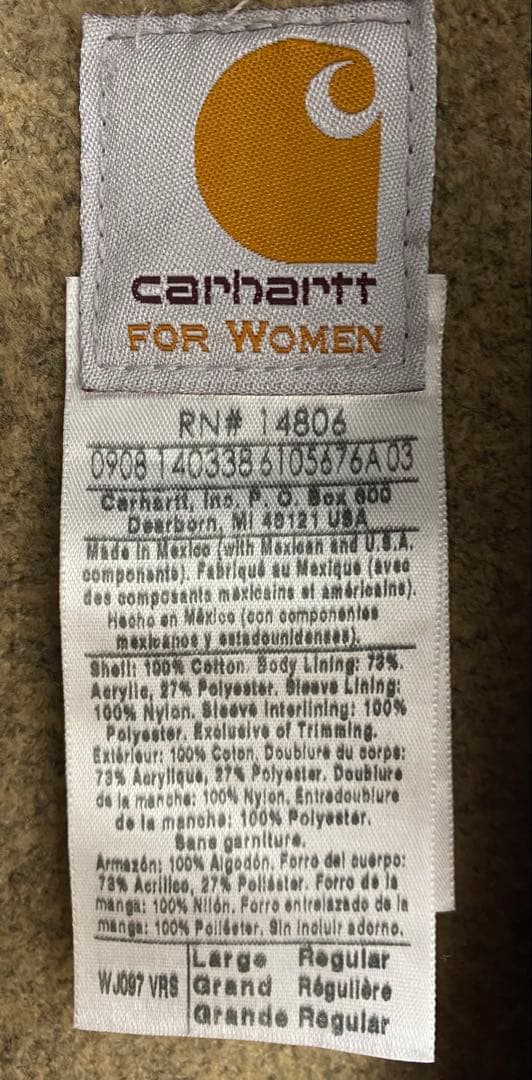 carhartt
FOR WOMEN
RN# 14806
0908 140338 6105676A 03
Carhartt, Inc. P. O. Box 600
Dearborn, MI 48121 USA
Made in Mexico (with Mexican and U.S.A.
components). Fabriqué au Mexique (avec
des composants mexicains et américains).
Hecho en México (con componentes
mexicanos y estadounidenses).
Shell: 100% Cotton. Body Lining: 73%
Acrylic, 27% Polyester. Sleeve Lining:
100% Nylon. Sleeve Interlining: 100%
Polyester. Exclusive of Trimming.
Extérieur: 100% Coton. Doublure du corps:
73% Acrylique, 27% Polyester. Doublure
de la manche: 100% Nylon. Entredoublure
de la manche: 100% Polyester.
Sans garniture.
Armazón: 100% Algodón. Forro del cuerpo:
73% Acrílico, 27% Poliéster. Forro de la
manga: 100% Nilón. Forro entrelazado de la
manga: 100% Poliéster. Sin incluir adorno.
WJ097 VRS
Large Regular
Grand Régulière
Grande Regular